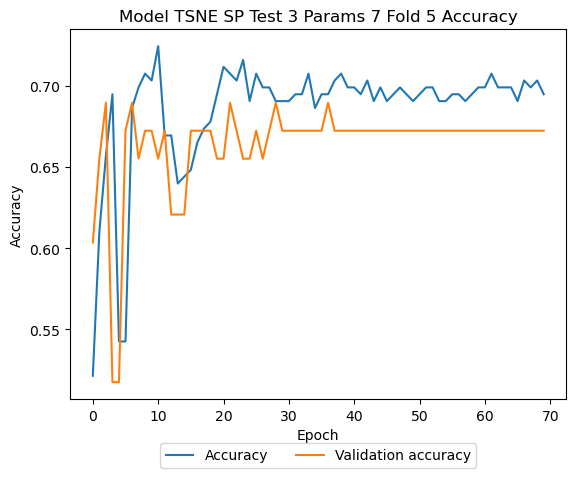 Model TSNE SP Test 3 Params 7 Fold 5 Accuracy
0.70
0.65
0.60
0.55
Accuracy
0 10 20 30 40 50 60 70
Epoch
Accuracy Validation accuracy